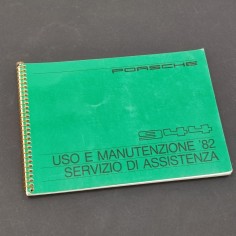 PORSCHE
944
USO E MANUTENZIONE '82
SERVIZIO DI ASSISTENZA